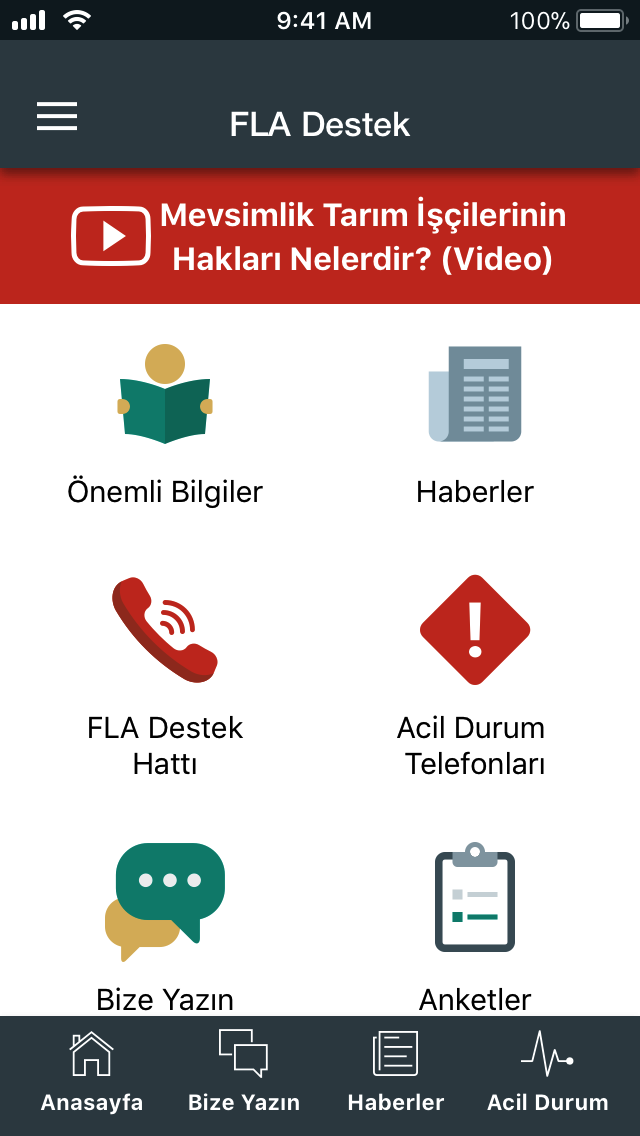 9:41 AM
100%
FLA Destek
Mevsimlik Tarım İşçilerinin
Hakları Nelerdir? (Video)
Önemli Bilgiler
Haberler
FLA Destek
Hattı
Acil Durum
Telefonları
Bize Yazın
Anketler
Anasayfa
Bize Yazın
Haberler
Acil Durum